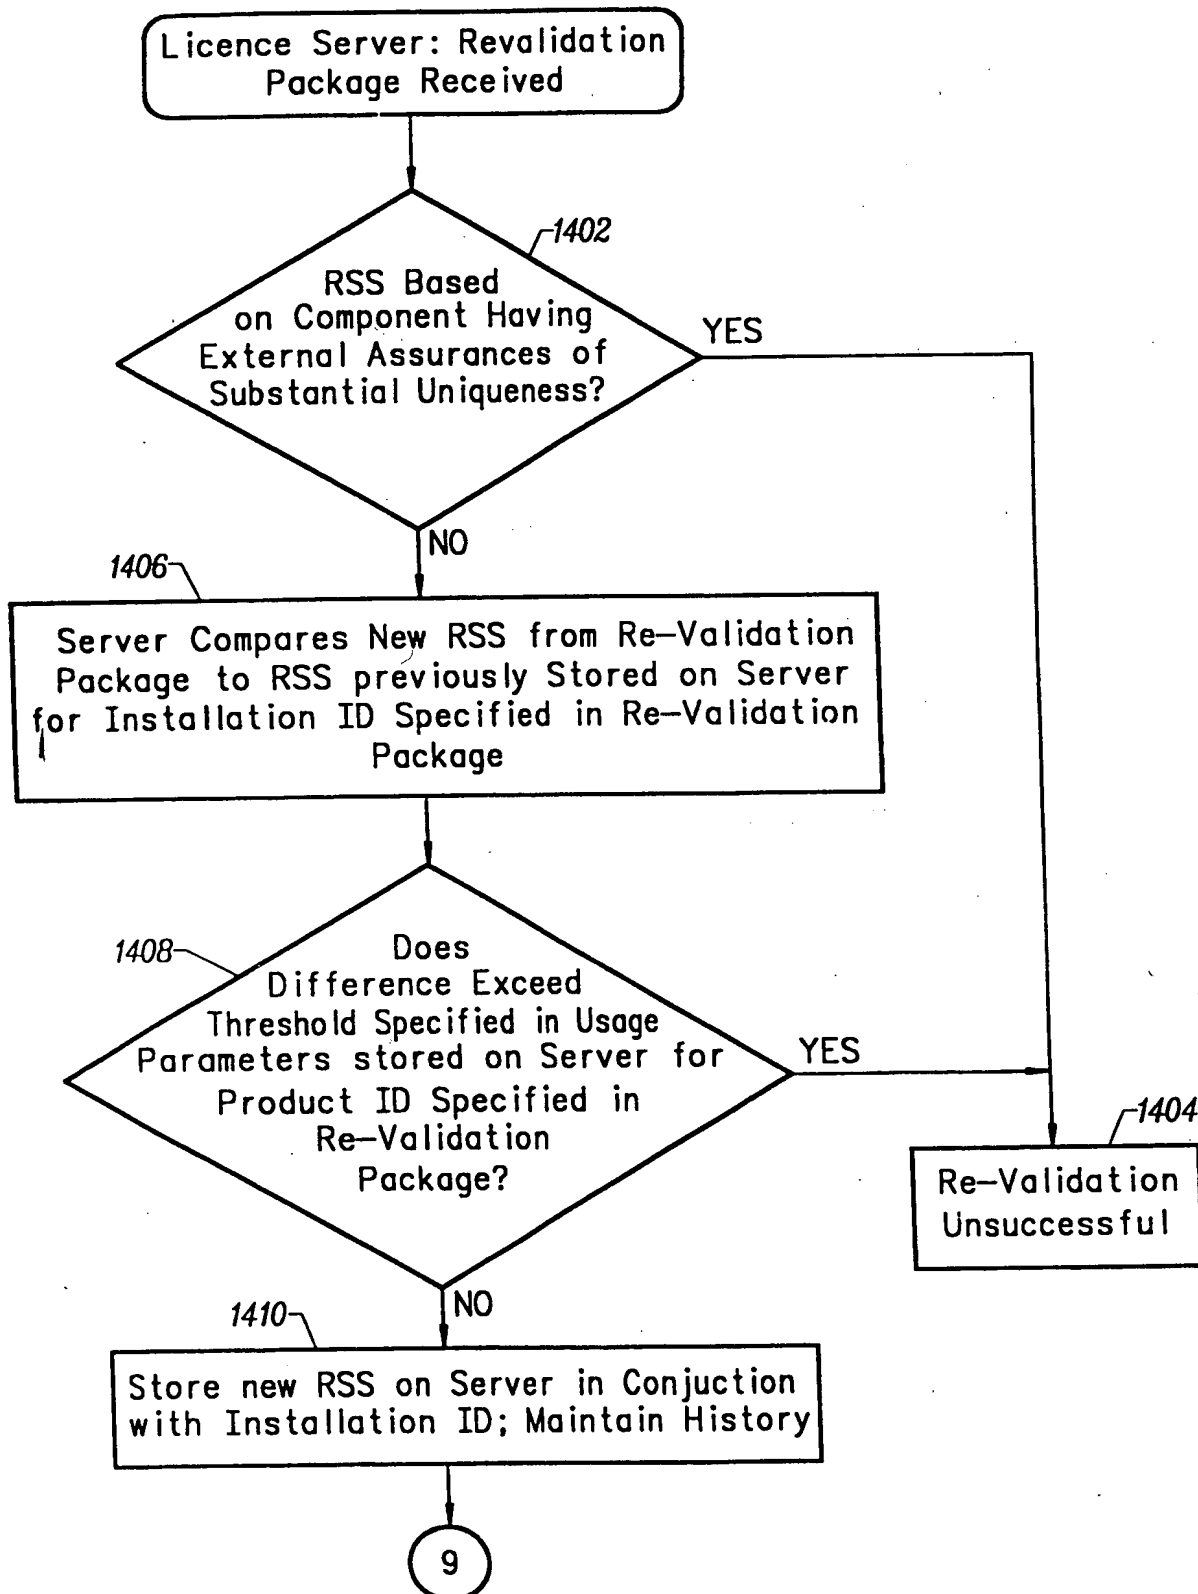 Licence Server: Revalidation
Package Received
1402
RSS Based
on Component Having
External Assurances of
Substantial Uniqueness?
YES
NO
1406
Server Compares New RSS from Re-Validation
Package to RSS previously Stored on Server
for Installation ID Specified in Re-Validation
Package
1408
Does
Difference Exceed
Threshold Specified in Usage
Parameters stored on Server for
Product ID Specified in
Re-Validation
Package?
YES
1404
Re-Validation
Unsuccessful
NO
1410
Store new RSS on Server in Conjuction
with Installation ID; Maintain History
9